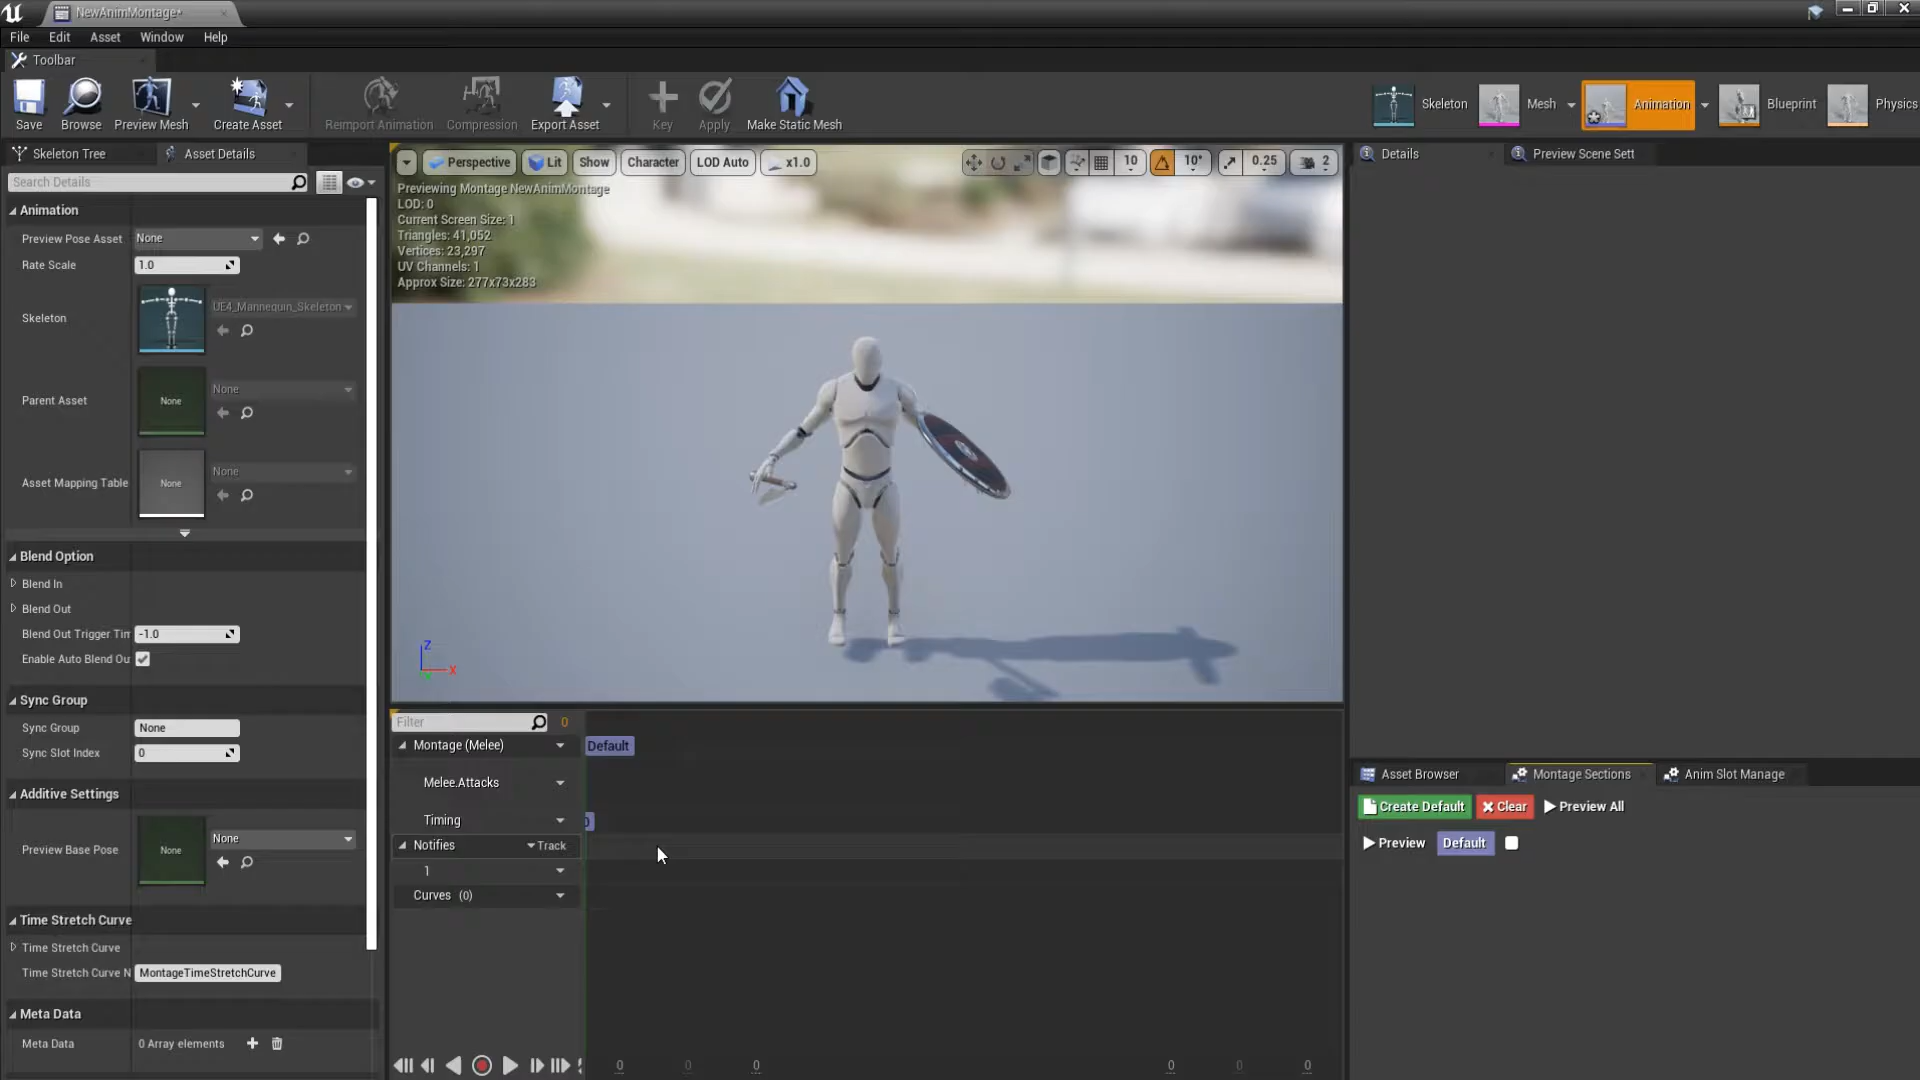 NewAnimMontage*
File Edit Asset Window Help
Toolbar
Save Browse Preview Mesh Create Asset Reimport Animation Compression Export Asset Key Apply Make Static Mesh
Skeleton Mesh Animation Blueprint Physics
Skeleton Tree Asset Details
Search Details
Animation
Preview Pose Asset None
Rate Scale 1.0
Skeleton UE4_Mannequin_Skeleton
Parent Asset None None
Asset Mapping Table None None
Blend Option
Blend In
Blend Out
Blend Out Trigger Tim -1.0
Enable Auto Blend Ou
Sync Group
Sync Group None
Sync Slot Index 0
Additive Settings
Preview Base Pose None None
Time Stretch Curve
Time Stretch Curve
Time Stretch Curve N MontageTimeStretchCurve
Meta Data
Meta Data 0 Array elements
Perspective Lit Show Character LOD Auto x1.0 10 10° 0.25 2
Previewing Montage NewAnimMontage
LOD: 0
Current Screen Size: 1
Triangles: 41,052
Vertices: 23,297
UV Channels: 1
Approx Size: 277x73x283
Z
X
Filter 0
Montage (Melee) Default
Melee.Attacks
Timing
Notifies Track
1
Curves (0)
0 0 0 0 0 0
Details Preview Scene Sett
Asset Browser Montage Sections Anim Slot Manage
Create Default Clear Preview All
Preview Default